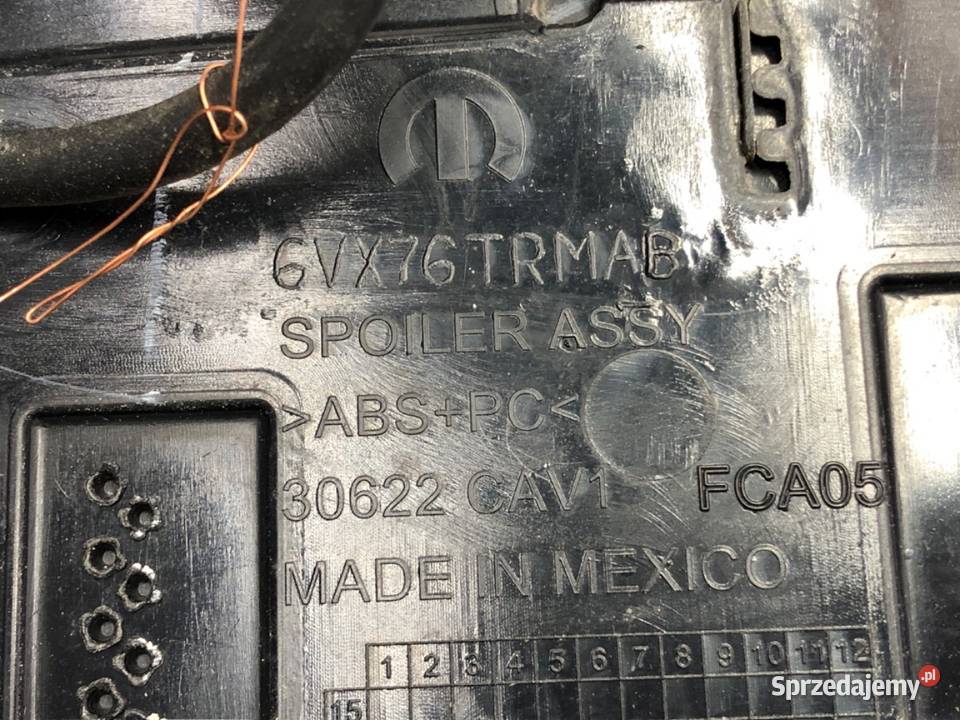 6VX76TRMAB
SPOILER ASSY
>ABS+PC<
30622 CAV1 FCA05
MADE IN MEXICO
1 2 3 4 5 6 7 8 9 10 11 12
15
Sprzedajemy.pl